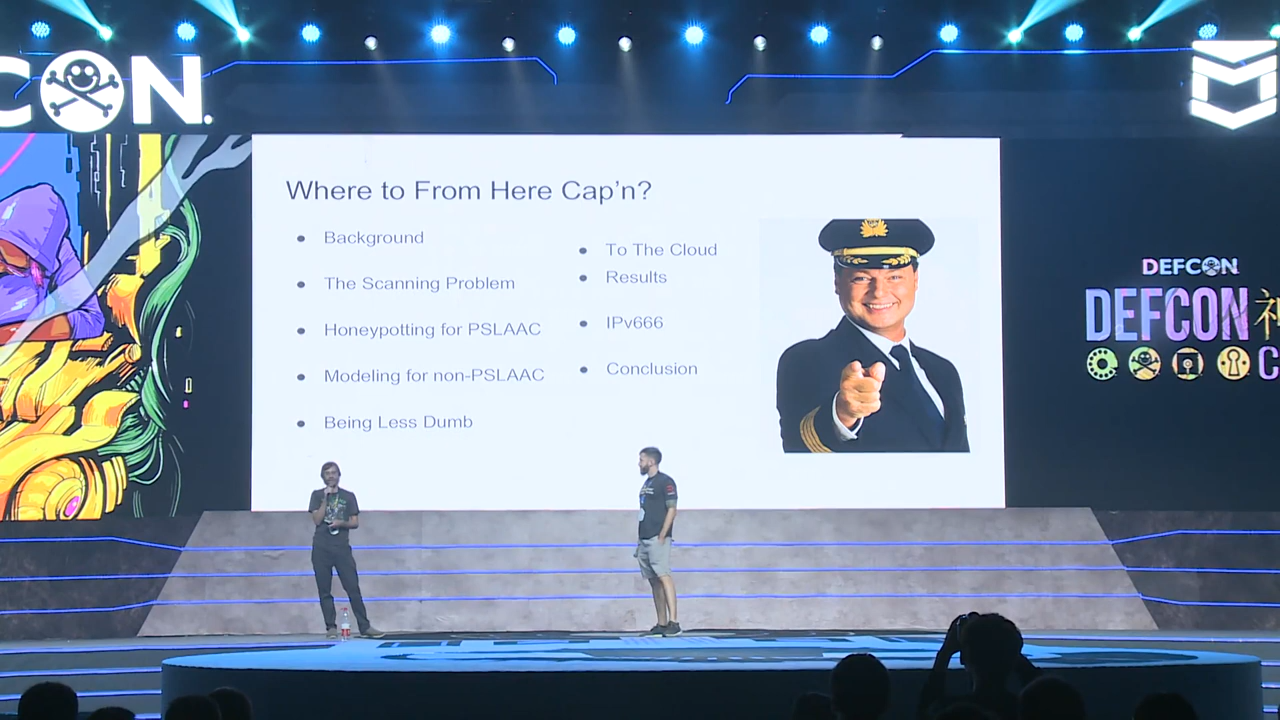 CON.
Where to From Here Cap'n?
Background
The Scanning Problem
Honeypotting for PSLAAC
Modeling for non-PSLAAC
Being Less Dumb
To The Cloud
Results
IPv666
Conclusion
DEFCON
DEFCON
C